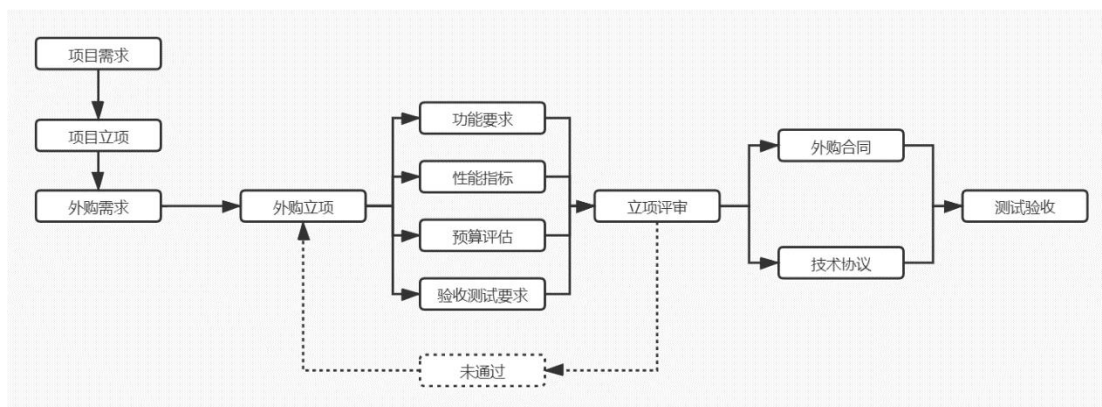 项目需求
项目立项
外购需求
外购立项
功能要求
性能指标
预算评估
验收测试要求
立项评审
未通过
外购合同
技术协议
测试验收